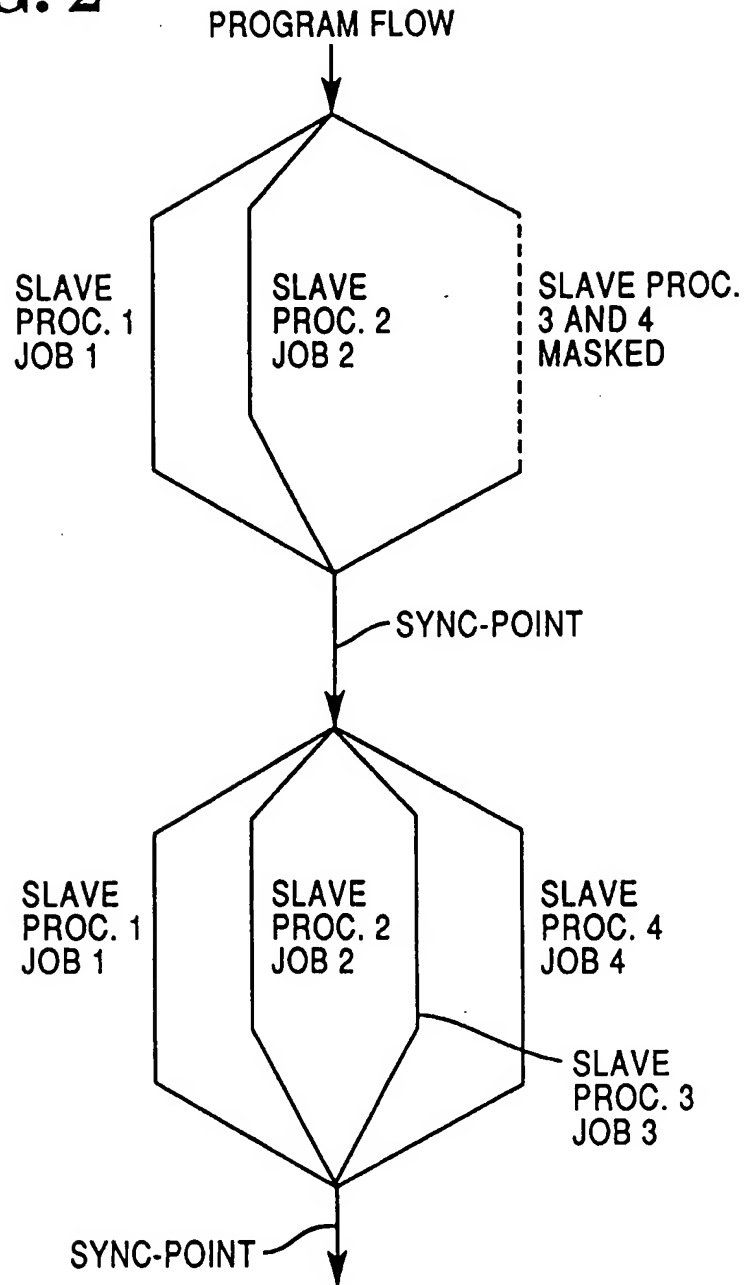 G. 2
PROGRAM FLOW
SLAVE
PROC. 1
JOB 1
SLAVE
PROC. 2
JOB 2
SLAVE PROC.
3 AND 4
MASKED
SYNC-POINT
SLAVE
PROC. 1
JOB 1
SLAVE
PROC. 2
JOB 2
SLAVE
PROC. 4
JOB 4
SLAVE
PROC. 3
JOB 3
SYNC-POINT